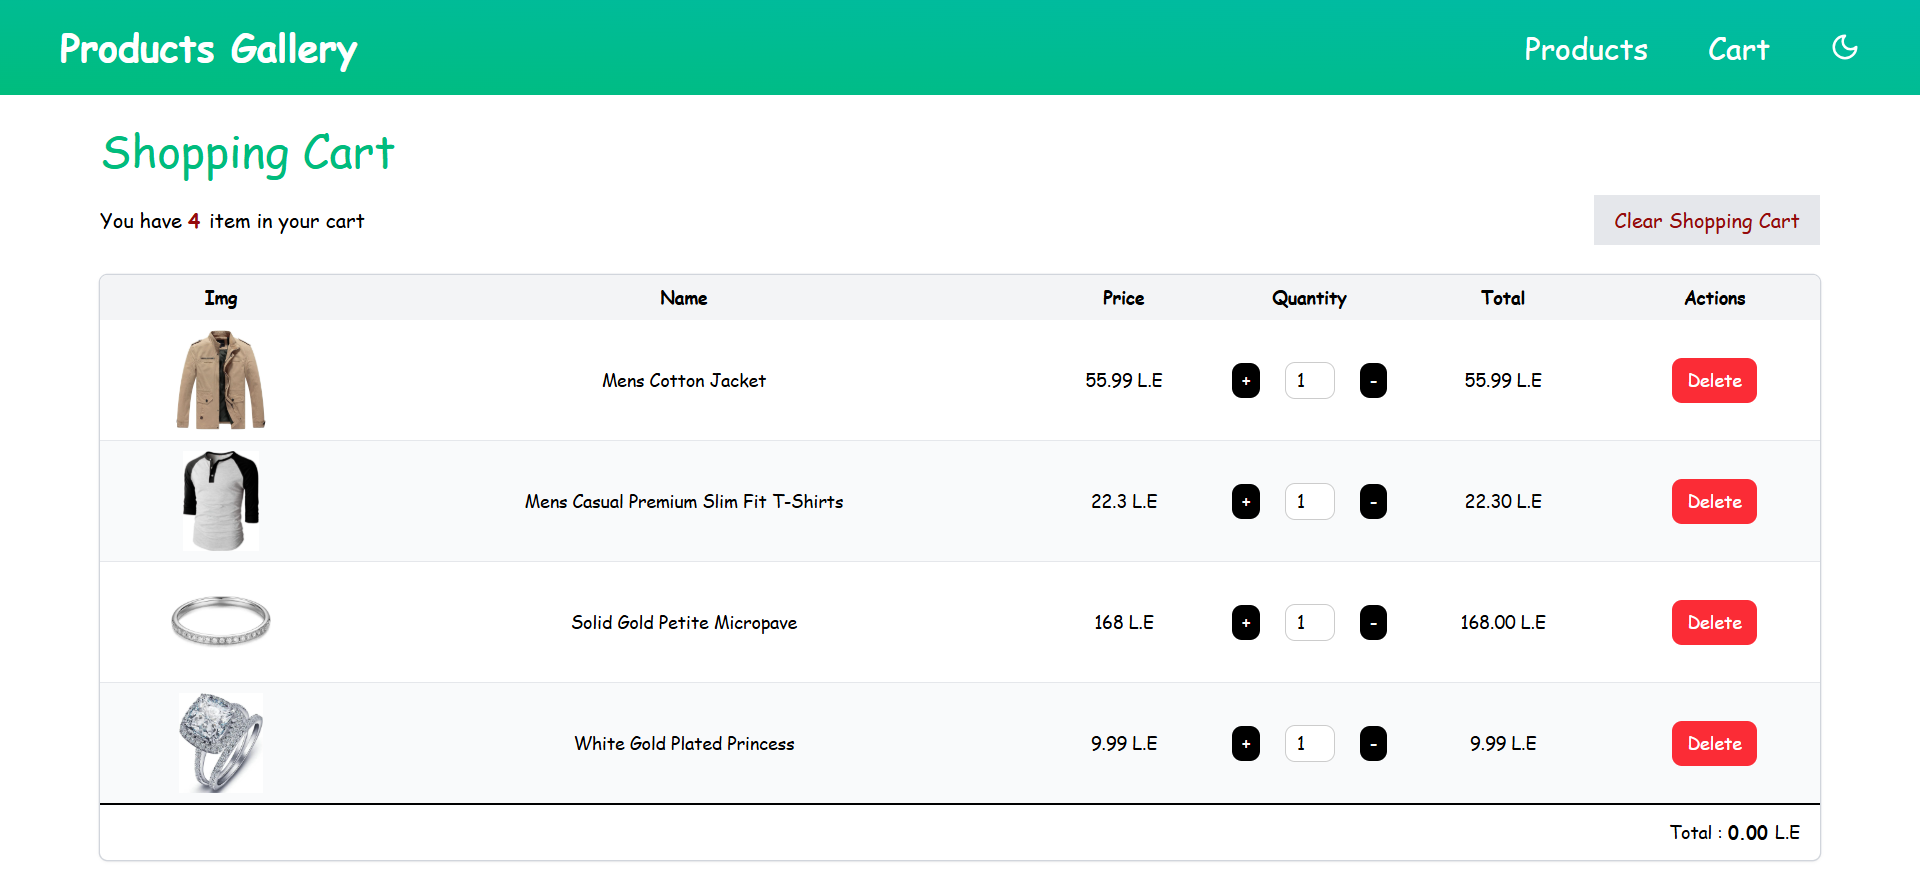 Products Gallery Products Cart
Shopping Cart
You have 4 item in your cart Clear Shopping Cart
Img Name Price Quantity Total Actions
Mens Cotton Jacket 55.99 L.E + 1 - 55.99 L.E Delete
Mens Casual Premium Slim Fit T-Shirts 22.3 L.E + 1 - 22.30 L.E Delete
Solid Gold Petite Micropave 168 L.E + 1 - 168.00 L.E Delete
White Gold Plated Princess 9.99 L.E + 1 - 9.99 L.E Delete
Total : 0.00 L.E